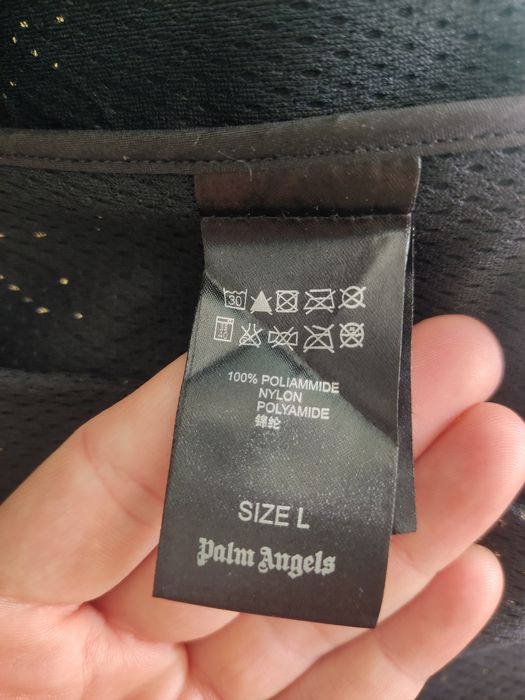 30
100% POLIAMMIDE
NYLON
POLYAMIDE
锦纶
SIZE L
Palm Angels